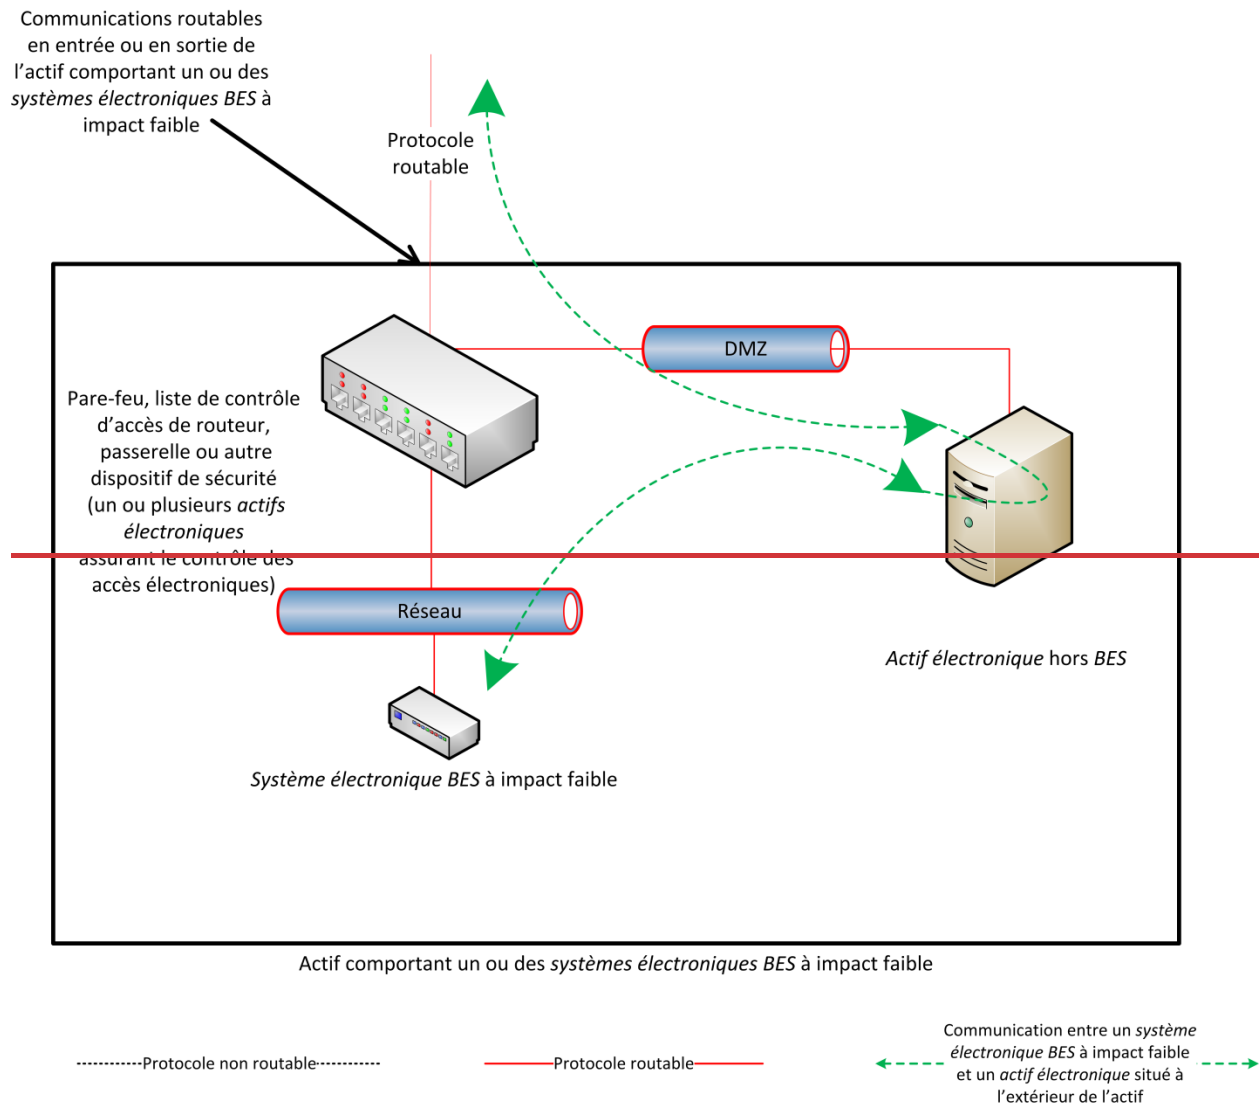 Communications routables
en entrée ou en sortie de
l’actif comportant un ou des
systèmes électroniques BES à
impact faible
Protocole
routable
DMZ
Pare-feu, liste de contrôle
d’accès de routeur,
passerelle ou autre
dispositif de sécurité
(un ou plusieurs actifs
électroniques
assurant le contrôle des
accès électroniques)
Réseau
Actif électronique hors BES
Système électronique BES à impact faible
Actif comportant un ou des systèmes électroniques BES à impact faible
Protocole non routable
Protocole routable
Communication entre un système
électronique BES à impact faible
et un actif électronique situé à
l’extérieur de l’actif